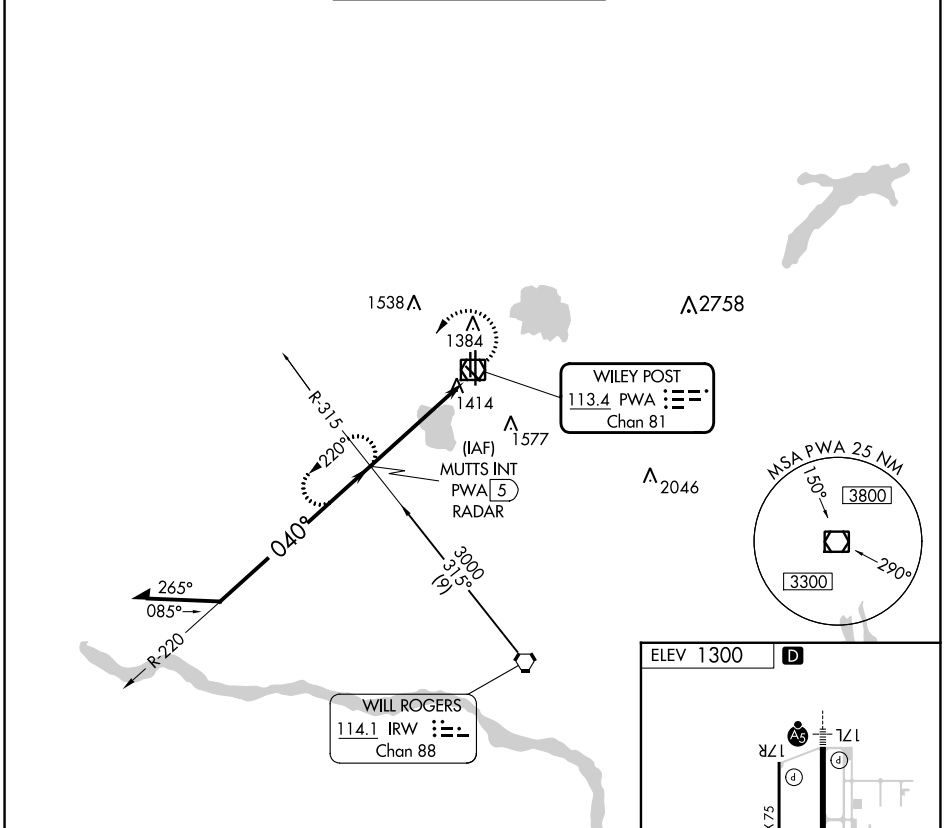 1538
2758
1384
WILEY POST
113.4 PWA
Chan 81
1414
1577
R-315
220°
(IAF)
MUTTS INT
PWA 5
RADAR
2046
MSA PWA 25 NM
150°
3800
290°
3300
040°
3000
315°
(9)
265°
085°
R-220
WILL ROGERS
114.1 IRW
Chan 88
ELEV 1300 D
A5
17L
17R
P
P
X 75